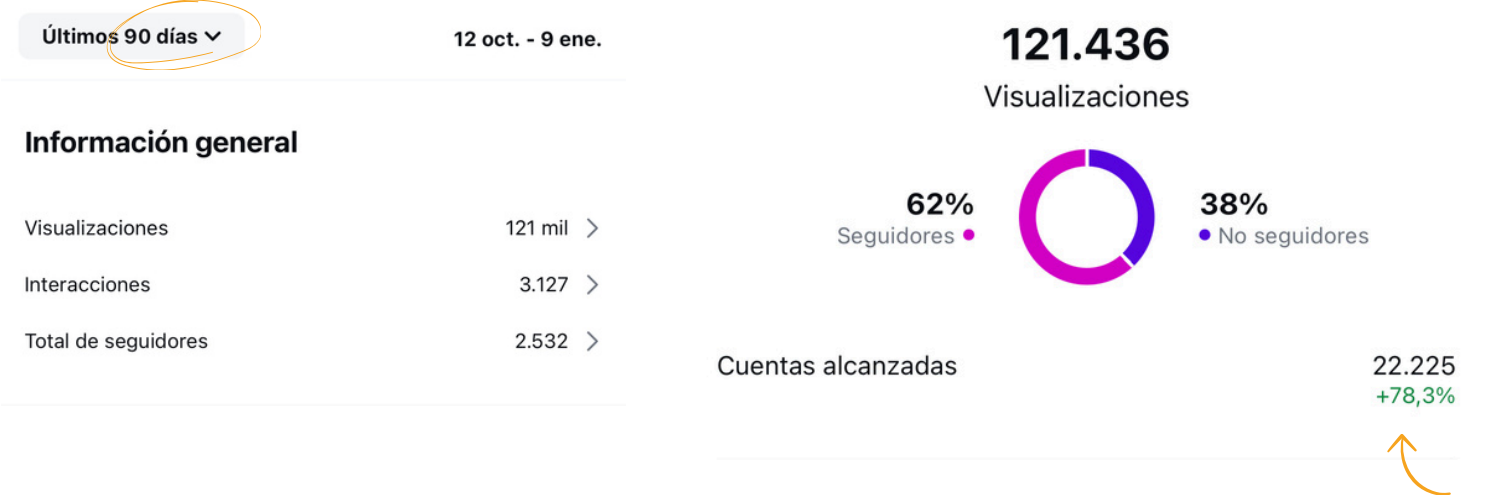 Últimos 90 días
12 oct. - 9 ene.
Información general
Visualizaciones 121 mil
Interacciones 3.127
Total de seguidores 2.532
121.436
Visualizaciones
62%
Seguidores
38%
No seguidores
Cuentas alcanzadas 22.225
+78,3%